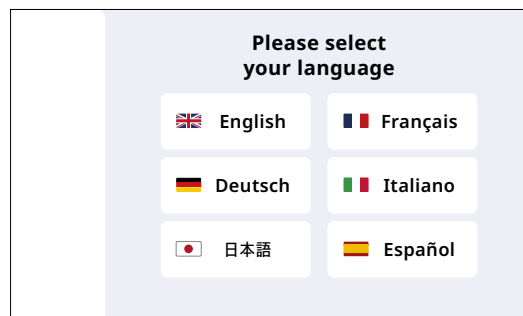 Please select
your language
English
Français
Deutsch
Italiano
日本語
Español